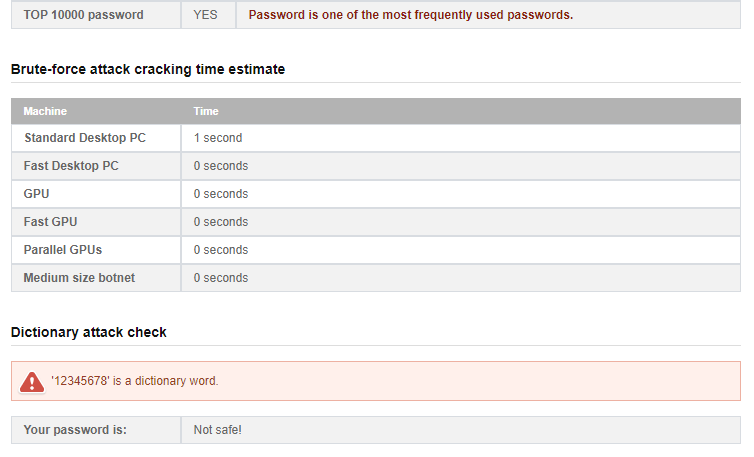 TOP 10000 password YES Password is one of the most frequently used passwords.
Brute-force attack cracking time estimate
Machine Time
Standard Desktop PC 1 second
Fast Desktop PC 0 seconds
GPU 0 seconds
Fast GPU 0 seconds
Parallel GPUs 0 seconds
Medium size botnet 0 seconds
Dictionary attack check
'12345678' is a dictionary word.
Your password is: Not safe!